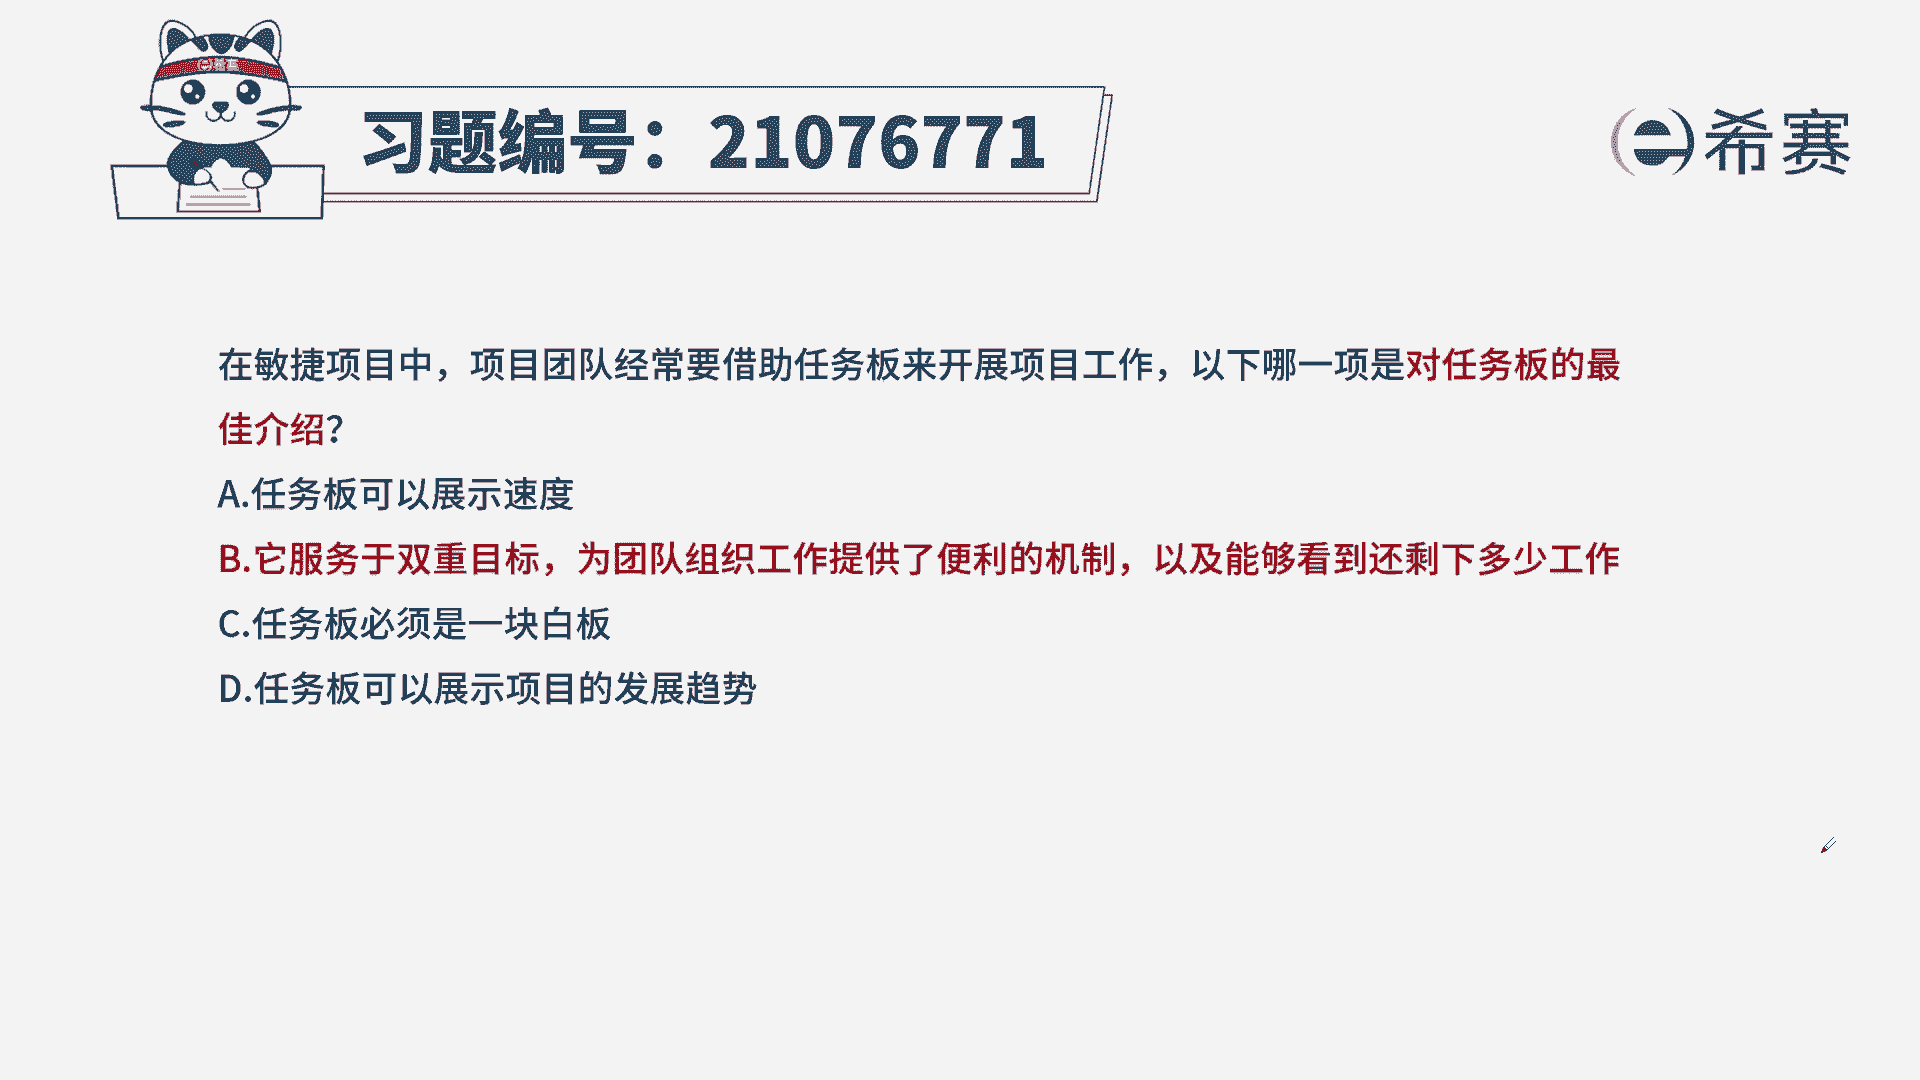 希赛
习题编号：21076771
希赛
在敏捷项目中，项目团队经常要借助任务板来开展项目工作，以下哪一项是对任务板的最
佳介绍？
A.任务板可以展示速度
B.它服务于双重目标，为团队组织工作提供了便利的机制，以及能够看到还剩下多少工作
C.任务板必须是一块白板
D.任务板可以展示项目的发展趋势